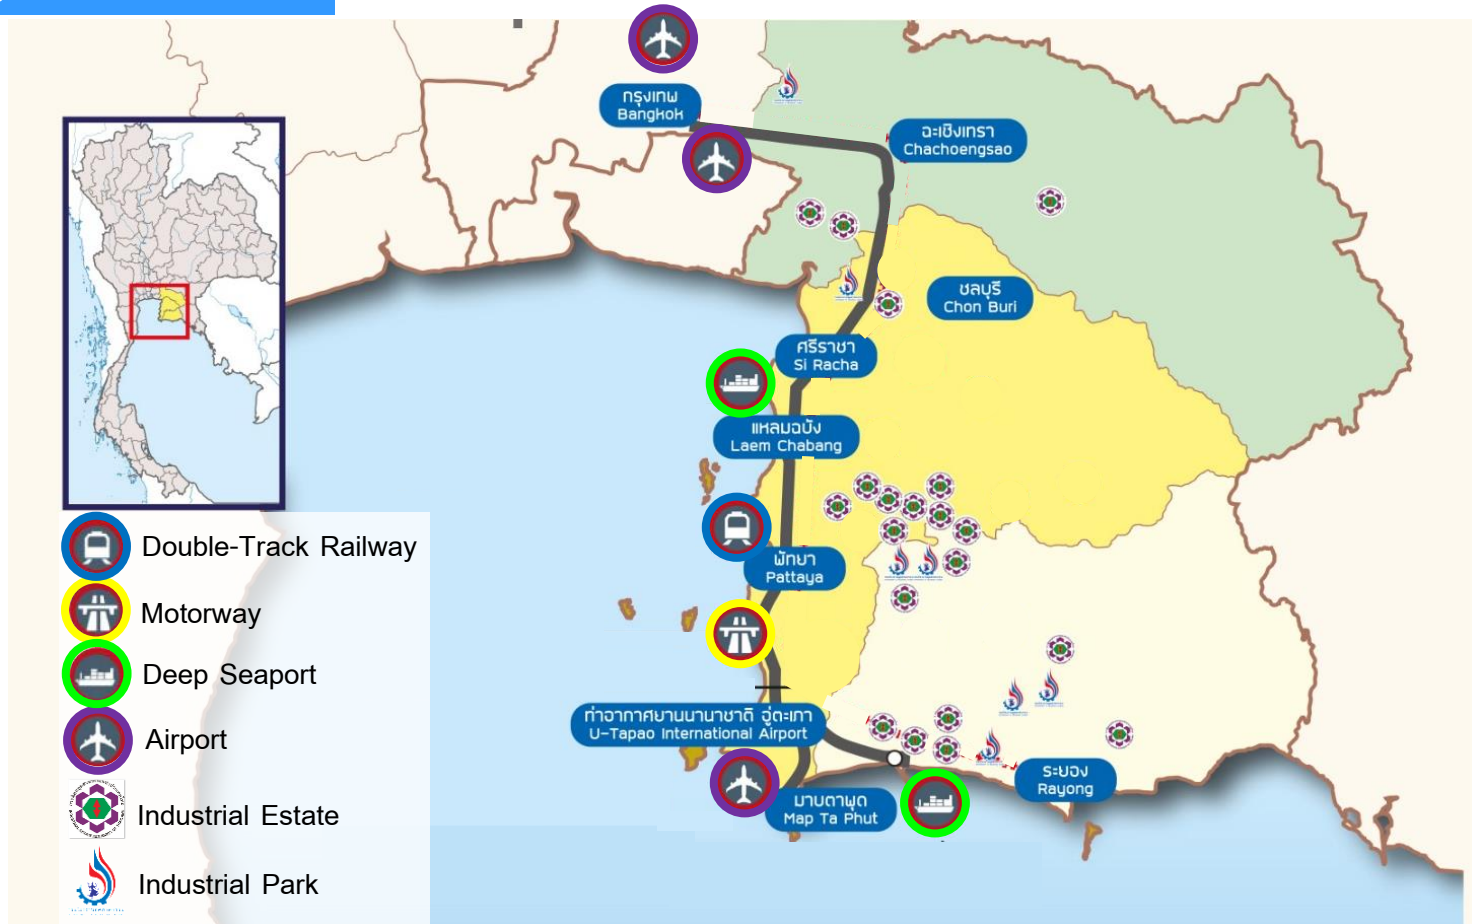 กรุงเทพ
Bangkok
ฉะเชิงเทรา
Chachoengsao
ชลบุรี
Chon Buri
ศรีราชา
Si Racha
แหลมฉบัง
Laem Chabang
พัทยา
Pattaya
ท่าอากาศยานนานาชาติ อู่ตะเภา
U-Tapao International Airport
มาบตาพุด
Map Ta Phut
ระยอง
Rayong
Double-Track Railway
Motorway
Deep Seaport
Airport
Industrial Estate
Industrial Park